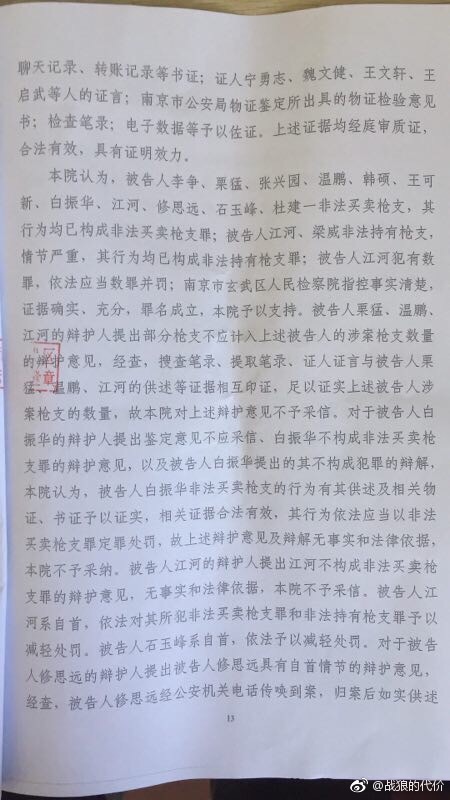 聊天记录、转账记录等书证；证人宁勇志、魏文健、王文轩、王
启武等人的证言；南京市公安局物证鉴定所出具的物证检验意见
书；检查笔录；电子数据等予以佐证。上述证据均经庭审质证，
合法有效，具有证明效力。
本院认为，被告人李争、栗猛、张兴园、温鹏、韩硕、王可
新、白振华、江河、修思远、石玉峰、杜建一非法买卖枪支，其
行为均已构成非法买卖枪支罪；被告人江河、梁威非法持有枪支，
情节严重，其行为均已构成非法持有枪支罪；被告人江河犯有数
罪，依法应当数罪并罚；南京市玄武区人民检察院指控事实清楚，
证据确实、充分，罪名成立，本院予以支持。被告人栗猛、温鹏、
江河的辩护人提出部分枪支不应计入上述被告人的涉案枪支数量
的辩护意见，经查，搜查笔录、提取笔录、证人证言与被告人栗
猛、温鹏、江河的供述等证据相互印证，足以证实上述被告人涉
案枪支的数量，故本院对上述辩护意见不予采信。对于被告人白
振华的辩护人提出鉴定意见不应采信、白振华不构成非法买卖枪
支罪的辩护意见，以及被告人白振华提出的其不构成犯罪的辩解，
本院认为，被告人白振华非法买卖枪支的行为有其供述及相关物
证、书证予以证实，相关证据合法有效，其行为依法应当以非法
买卖枪支罪定罪处罚，故上述辩护意见及辩解无事实和法律依据，
本院不予采纳。被告人江河的辩护人提出江河不构成非法买卖枪
支罪的辩护意见，无事实和法律依据，本院不予采信。被告人江
河系自首，依法对其所犯非法买卖枪支罪和非法持有枪支罪予以
减轻处罚。被告人石玉峰系自首，依法予以减轻处罚。对于被告
人修思远的辩护人提出被告人修思远具有自首情节的辩护意见，
经查，被告人修思远经公安机关电话传唤到案，归案后如实供述
13
@战狼的代价